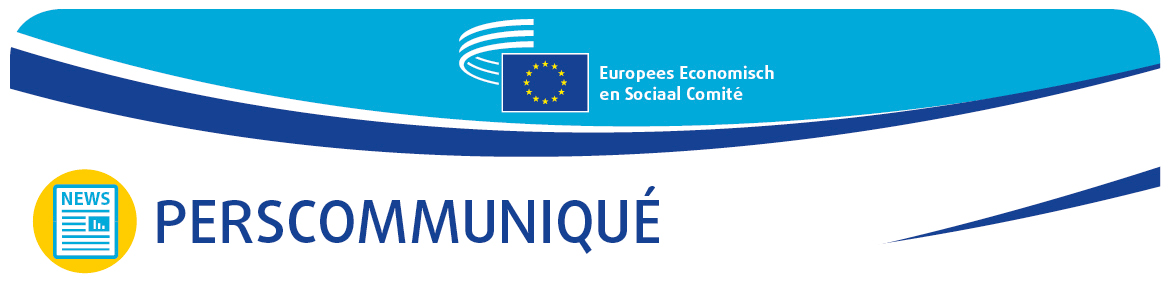 Europees Economisch
en Sociaal Comité
NEWS
PERSCOMMUNIQUÉ